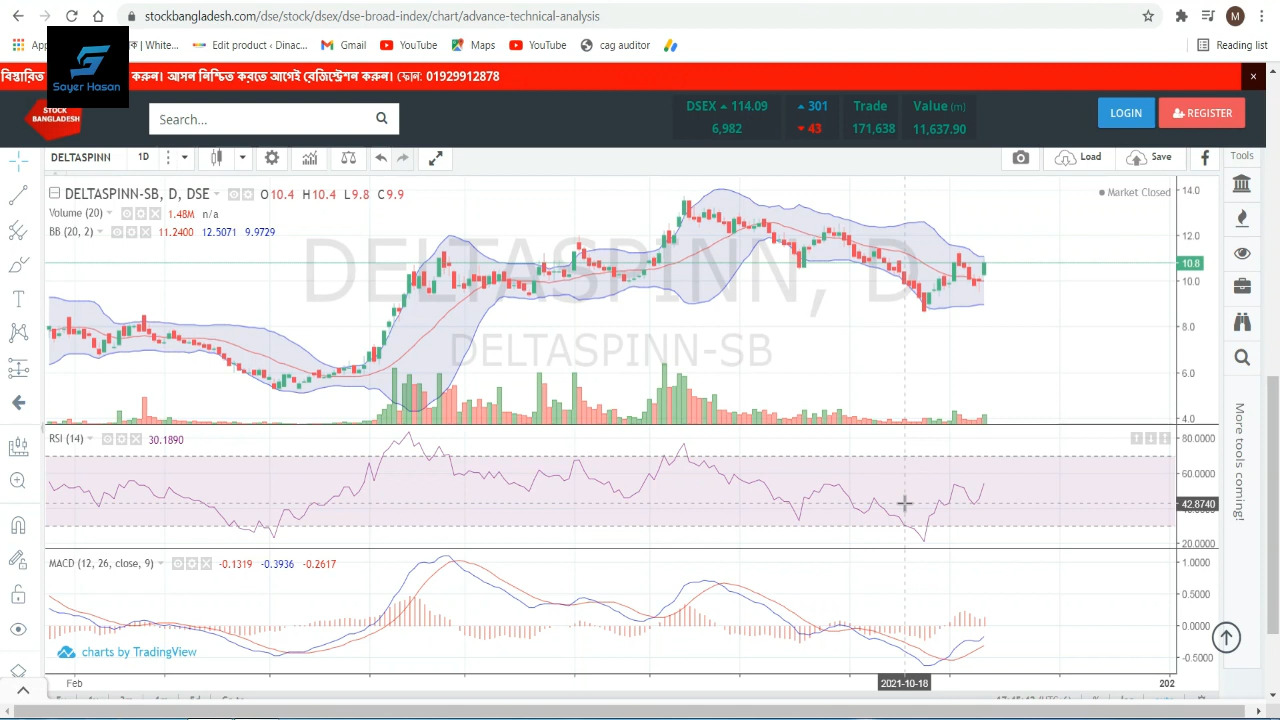 stockbangladesh.com/dse/stock/dsex/dse-broad-index/chart/advance-technical-analysis
M
White...
Edit product ‹ Dinac...
Gmail
YouTube
Maps
YouTube
cag auditor
Reading list
Sayer Hasan
বিস্তারিত
করুন। আসন নিশ্চিত করতে আগেই রেজিস্ট্রেশন করুন। ফোন: 01929912878
×
STOCK
BANGLADESH
Search...
DSEX 114.09
6,982
301
43
Trade
171,638
Value (m)
11,637.90
LOGIN
REGISTER
DELTASPINN
1D
Load
Save
Tools
DELTASPINN-SB, D, DSE
O 10.4 H 10.4 L 9.8 C 9.9
Market Closed
Volume (20) 1.48M n/a
BB (20, 2) 11.2400 12.5071 9.9729
DELTASPINN, D
DELTASPINN-SB
14.0
12.0
10.8
10.0
8.0
6.0
4.0
More tools coming!
RSI (14) 30.1890
80.0000
60.0000
42.8740
20.0000
MACD (12, 26, close, 9) -0.1319 -0.3936 -0.2617
1.0000
0.5000
0.0000
-0.5000
charts by TradingView
Feb
2021-10-18
202